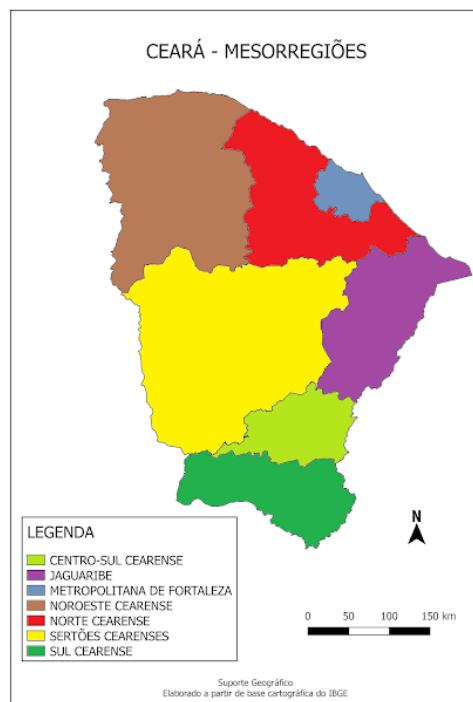 CEARÁ - MESORREGIÕES
LEGENDA
CENTRO-SUL CEARENSE
JAGUARIBE
METROPOLITANA DE FORTALEZA
NOROESTE CEARENSE
NORTE CEARENSE
SERTÕES CEARENSES
SUL CEARENSE
N
0 50 100 150 km
Suporte Geográfico
Elaborado a partir de base cartográfica do IBGE